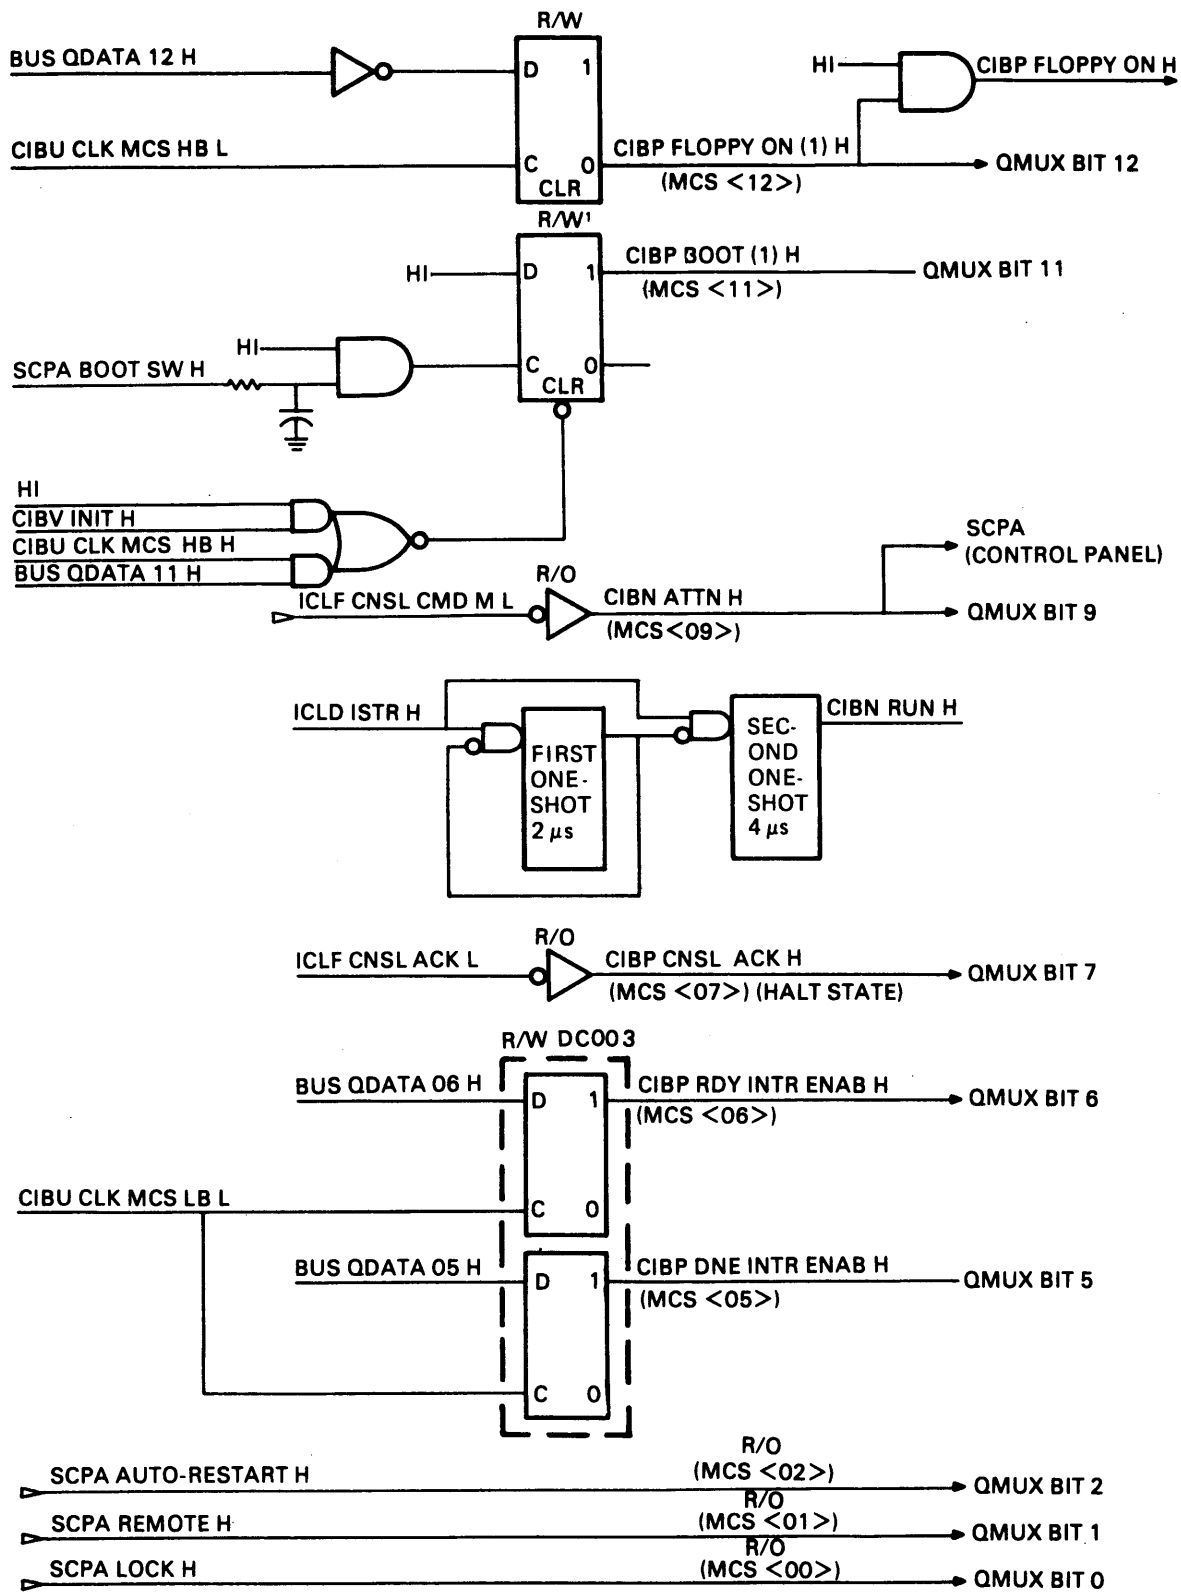 R/W
BUS QDATA 12 H
D 1
HI
CIBP FLOPPY ON H
CIBU CLK MCS HB L
C 0
CLR
CIBP FLOPPY ON (1) H
(MCS <12>)
QMUX BIT 12
R/W¹
HI
D 1
CIBP BOOT (1) H
(MCS <11>)
QMUX BIT 11
HI
SCPA BOOT SW H
C 0
CLR
HI
CIBV INIT H
CIBU CLK MCS HB H
BUS QDATA 11 H
SCPA
(CONTROL PANEL)
R/O
ICLF CNSL CMD M L
CIBN ATTN H
(MCS<09>)
QMUX BIT 9
ICLD ISTR H
FIRST
ONE-
SHOT
2 μs
SEC-
OND
ONE-
SHOT
4 μs
CIBN RUN H
R/O
ICLF CNSL ACK L
CIBP CNSL ACK H
(MCS <07>) (HALT STATE)
QMUX BIT 7
R/W DC003
BUS QDATA 06 H
D 1
CIBP RDY INTR ENAB H
(MCS <06>)
QMUX BIT 6
CIBU CLK MCS LB L
C 0
BUS QDATA 05 H
D 1
CIBP DNE INTR ENAB H
(MCS <05>)
QMUX BIT 5
C 0
R/O
SCPA AUTO-RESTART H
(MCS <02>)
QMUX BIT 2
R/O
SCPA REMOTE H
(MCS <01>)
QMUX BIT 1
R/O
SCPA LOCK H
(MCS <00>)
QMUX BIT 0